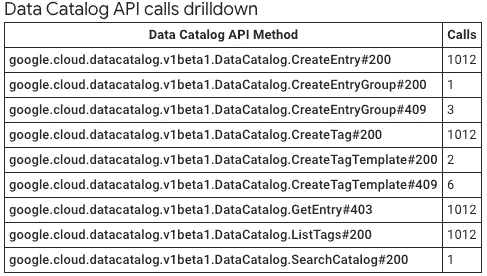 Data Catalog API calls drilldown
Data Catalog API Method Calls
google.cloud.datacatalog.v1beta1.DataCatalog.CreateEntry#200 1012
google.cloud.datacatalog.v1beta1.DataCatalog.CreateEntryGroup#200 1
google.cloud.datacatalog.v1beta1.DataCatalog.CreateEntryGroup#409 3
google.cloud.datacatalog.v1beta1.DataCatalog.CreateTag#200 1012
google.cloud.datacatalog.v1beta1.DataCatalog.CreateTagTemplate#200 2
google.cloud.datacatalog.v1beta1.DataCatalog.CreateTagTemplate#409 6
google.cloud.datacatalog.v1beta1.DataCatalog.GetEntry#403 1012
google.cloud.datacatalog.v1beta1.DataCatalog.ListTags#200 1012
google.cloud.datacatalog.v1beta1.DataCatalog.SearchCatalog#200 1